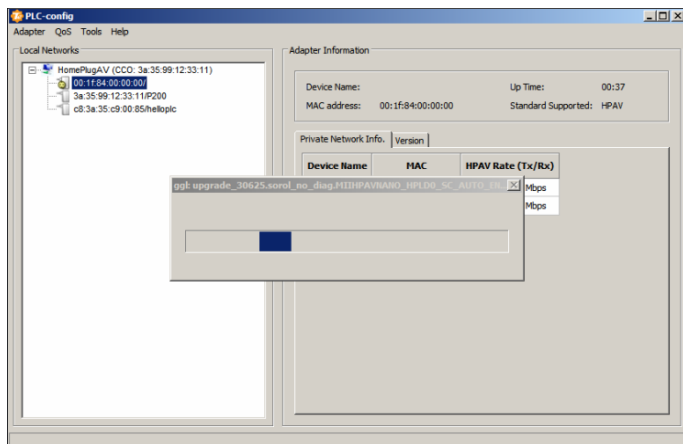 PLC-config
Adapter QoS Tools Help
Local Networks
HomePlugAV (CCO: 3a:35:99:12:33:11)
00:1f:84:00:00:00/
3a:35:99:12:33:11/P200
c8:3a:35:c9:00:85/helloplc
Adapter Information
Device Name: Up Time: 00:37
MAC address: 00:1f:84:00:00:00 Standard Supported: HPAV
Private Network Info. Version
Device Name MAC HPAV Rate (Tx/Rx)
ggl: upgrade_30625.sorol_no_diag.MIIHPAVNANO_HPLD0_SC_AUTO_
Mbps
Mbps